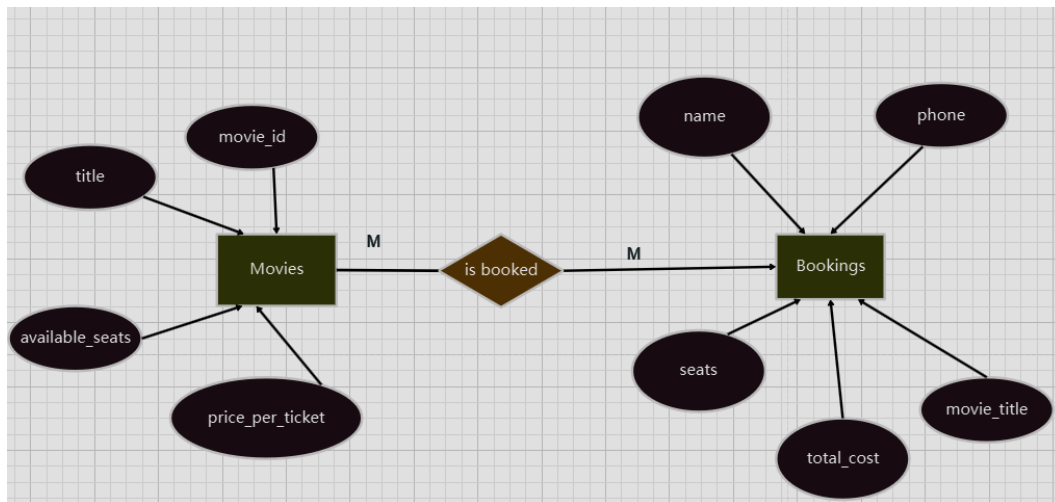 name
phone
movie_id
title
M
M
Movies
is booked
Bookings
available_seats
seats
price_per_ticket
movie_title
total_cost